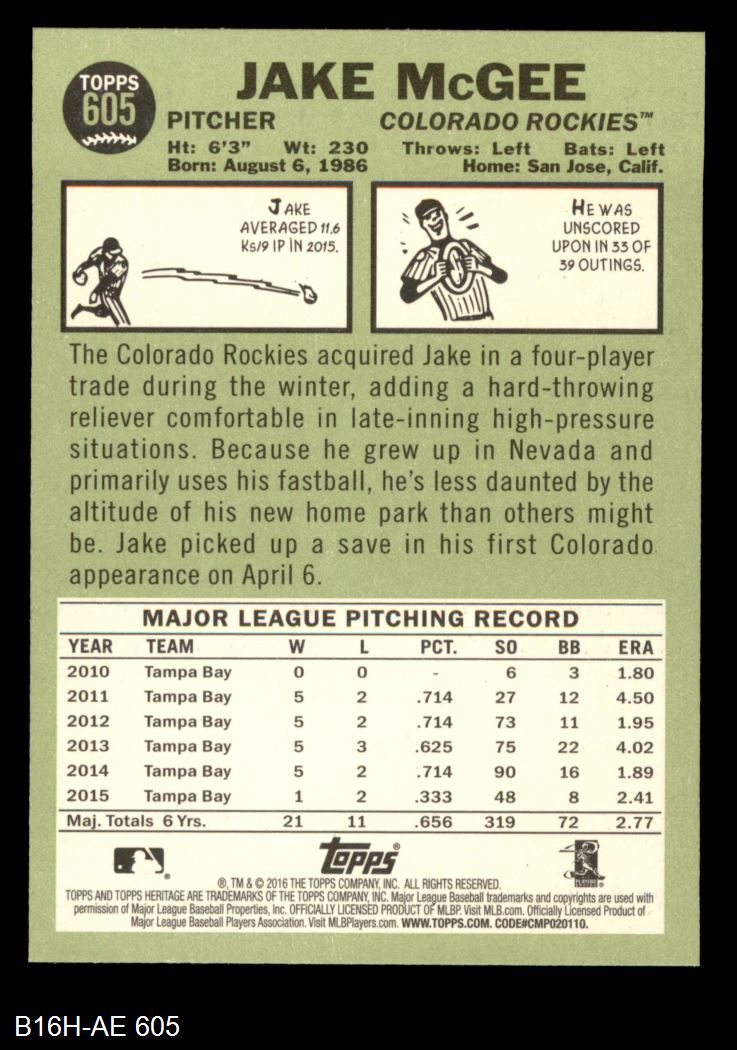 TOPPS
605
JAKE McGEE
PITCHER COLORADO ROCKIES™
Ht: 6'3" Wt: 230 Throws: Left Bats: Left
Born: August 6, 1986 Home: San Jose, Calif.
JAKE
AVERAGED 11.6
Ks/9 IP IN 2015.
HE WAS
UNSCORED
UPON IN 33 OF
39 OUTINGS.
The Colorado Rockies acquired Jake in a four-player
trade during the winter, adding a hard-throwing
reliever comfortable in late-inning high-pressure
situations. Because he grew up in Nevada and
primarily uses his fastball, he's less daunted by the
altitude of his new home park than others might
be. Jake picked up a save in his first Colorado
appearance on April 6.
MAJOR LEAGUE PITCHING RECORD
YEAR TEAM W L PCT. SO BB ERA
2010 Tampa Bay 0 0 - 6 3 1.80
2011 Tampa Bay 5 2 .714 27 12 4.50
2012 Tampa Bay 5 2 .714 73 11 1.95
2013 Tampa Bay 5 3 .625 75 22 4.02
2014 Tampa Bay 5 2 .714 90 16 1.89
2015 Tampa Bay 1 2 .333 48 8 2.41
Maj. Totals 6 Yrs. 21 11 .656 319 72 2.77
® Topps®
®, TM & © 2016 THE TOPPS COMPANY, INC. ALL RIGHTS RESERVED.
TOPPS AND TOPPS HERITAGE ARE TRADEMARKS OF THE TOPPS COMPANY, INC. Major League Baseball trademarks and copyrights are used with
permission of Major League Baseball Properties, Inc. OFFICIALLY LICENSED PRODUCT OF MLBP. Visit MLB.com. Officially Licensed Product of
Major League Baseball Players Association. Visit MLBPlayers.com. WWW.TOPPS.COM. CODE#CMP020110.
B16H-AE 605